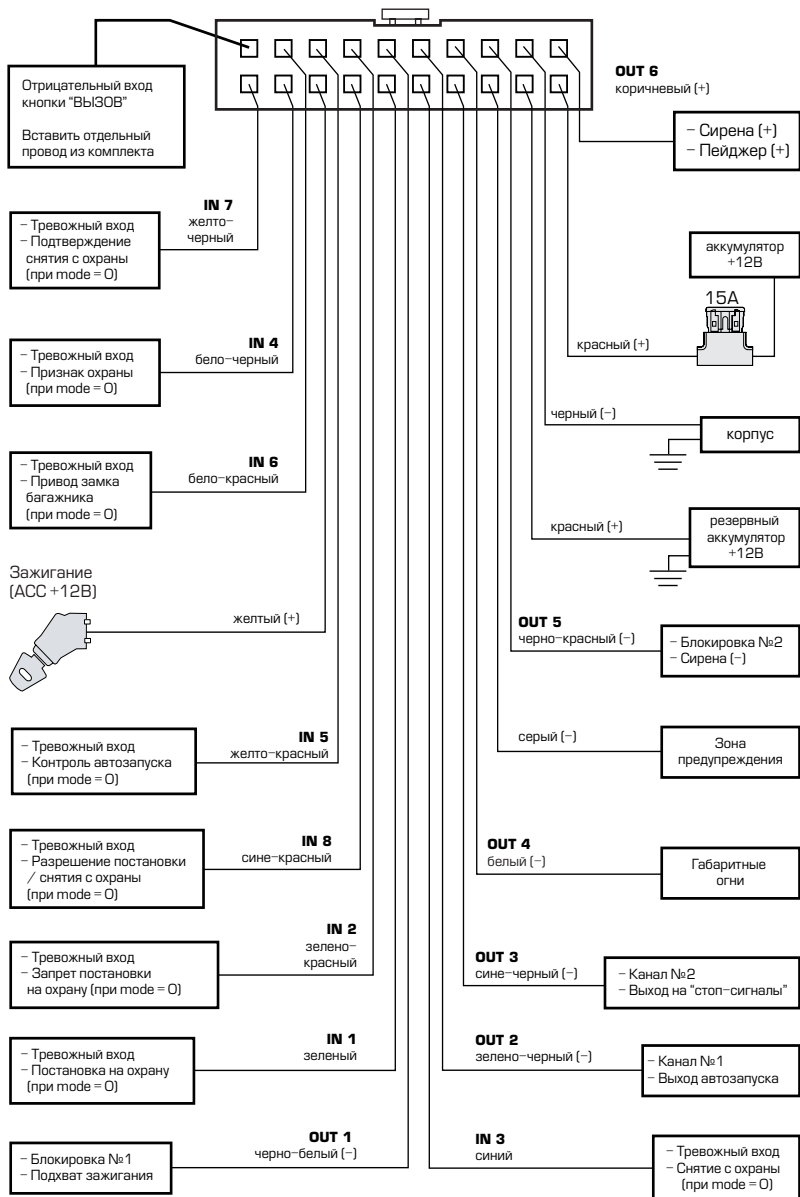 Отрицательный вход
кнопки “ВЫЗОВ”
Вставить отдельный
провод из комплекта
OUT 6
коричневый (+)
– Сирена (+)
– Пейджер (+)
IN 7
желто-
черный
– Тревожный вход
– Подтверждение
снятия с охраны
(при mode = 0)
аккумулятор
+12В
15А
красный (+)
IN 4
бело-черный
– Тревожный вход
– Признак охраны
(при mode = 0)
черный (–)
корпус
IN 6
бело-красный
– Тревожный вход
– Привод замка
багажника
(при mode = 0)
красный (+)
резервный
аккумулятор
+12В
Зажигание
(ACC +12В)
желтый (+)
OUT 5
черно-красный (–)
– Блокировка №2
– Сирена (–)
IN 5
желто-красный
– Тревожный вход
– Контроль автозапуска
(при mode = 0)
серый (–)
Зона
предупреждения
IN 8
сине-красный
– Тревожный вход
– Разрешение постановки
/ снятия с охраны
(при mode = 0)
OUT 4
белый (–)
Габаритные
огни
IN 2
зелено-
красный
– Тревожный вход
– Запрет постановки
на охрану (при mode = 0)
OUT 3
сине-черный (–)
– Канал №2
– Выход на “стоп-сигналы”
IN 1
зеленый
– Тревожный вход
– Постановка на охрану
(при mode = 0)
OUT 2
зелено-черный (–)
– Канал №1
– Выход автозапуска
OUT 1
черно-белый (–)
– Блокировка №1
– Подхват зажигания
IN 3
синий
– Тревожный вход
– Снятие с охраны
(при mode = 0)